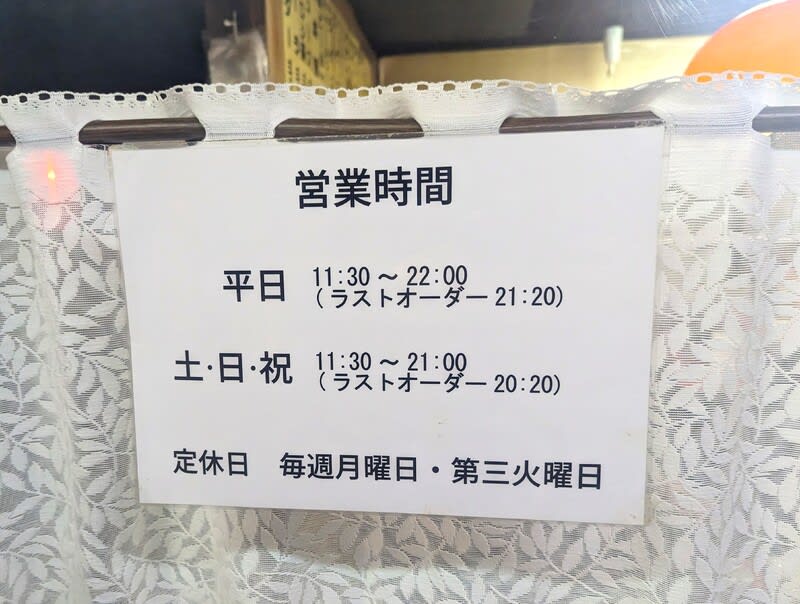 営業時間
平日 11:30 ～ 22:00
(ラストオーダー 21:20)
土・日・祝 11:30 ～ 21:00
(ラストオーダー 20:20)
定休日 毎週月曜日・第三火曜日